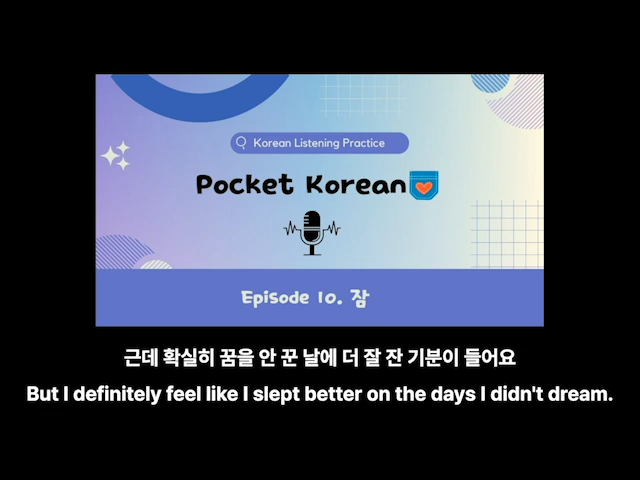 Korean Listening Practice
Pocket Korean
Episode 10. 잠
근데 확실히 꿈을 안 꾼 날에 더 잘 잔 기분이 들어요
But I definitely feel like I slept better on the days I didn't dream.